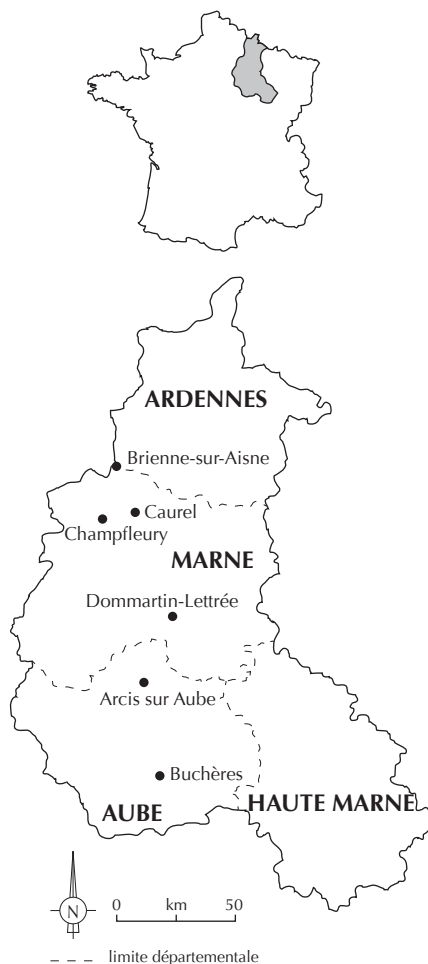 ARDENNES
Brienne-sur-Aisne
Caurel
Champfleury
MARNE
Dommartin-Lettrée
Arcis sur Aube
Buchères
AUBE
HAUTE MARNE
N
0 km 50
limite départementale